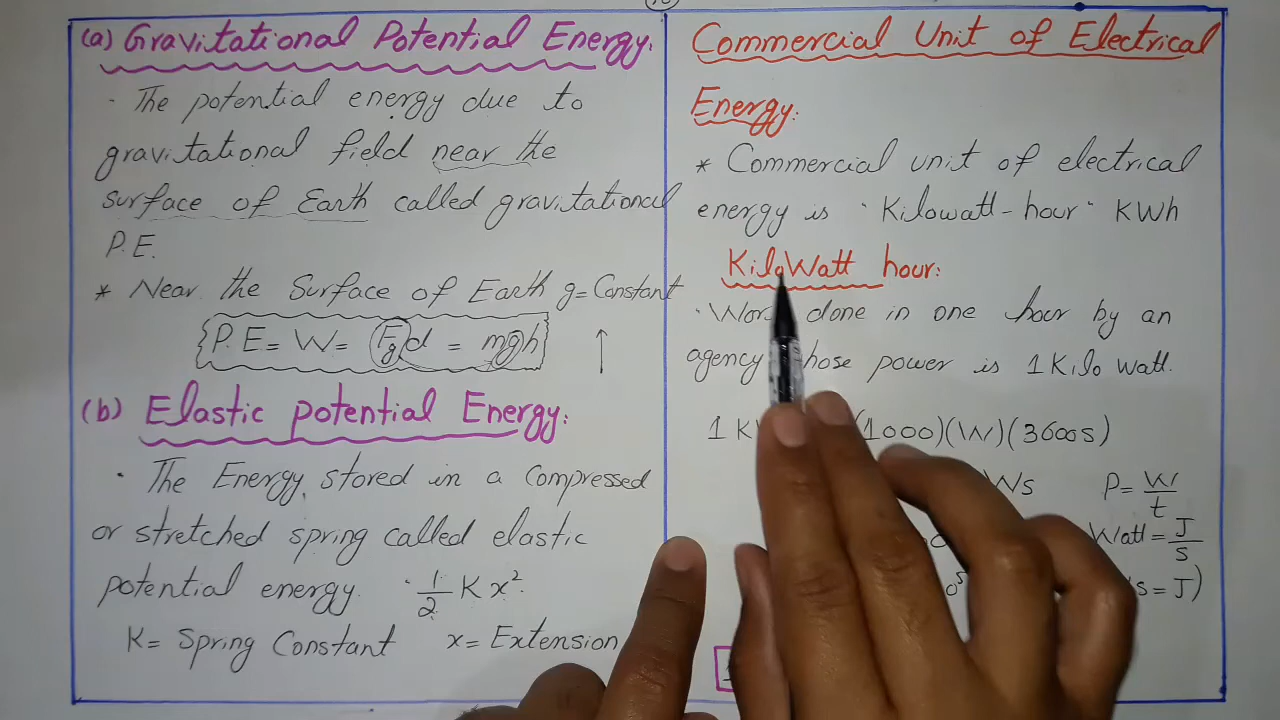 (a) Gravitational Potential Energy:
· The potential energy due to
gravitational field near the
surface of Earth called gravitational
P.E.
* Near the Surface of Earth g=Constant
P.E = W = Fgd = mgh
(b) Elastic potential Energy:
· The Energy stored in a Compressed
or stretched spring called elastic
potential energy. 1/2 K x².
K = Spring Constant x = Extension
Commercial Unit of Electrical
Energy:
* Commercial unit of electrical
energy is "Kilowatt-hour" KWh
KiloWatt hour:
· done in one hour by an
agency power is 1 Kilo watt.
1 (1000)(W)(3600s)
Ws P = W/t
Watt = J/s
= J)